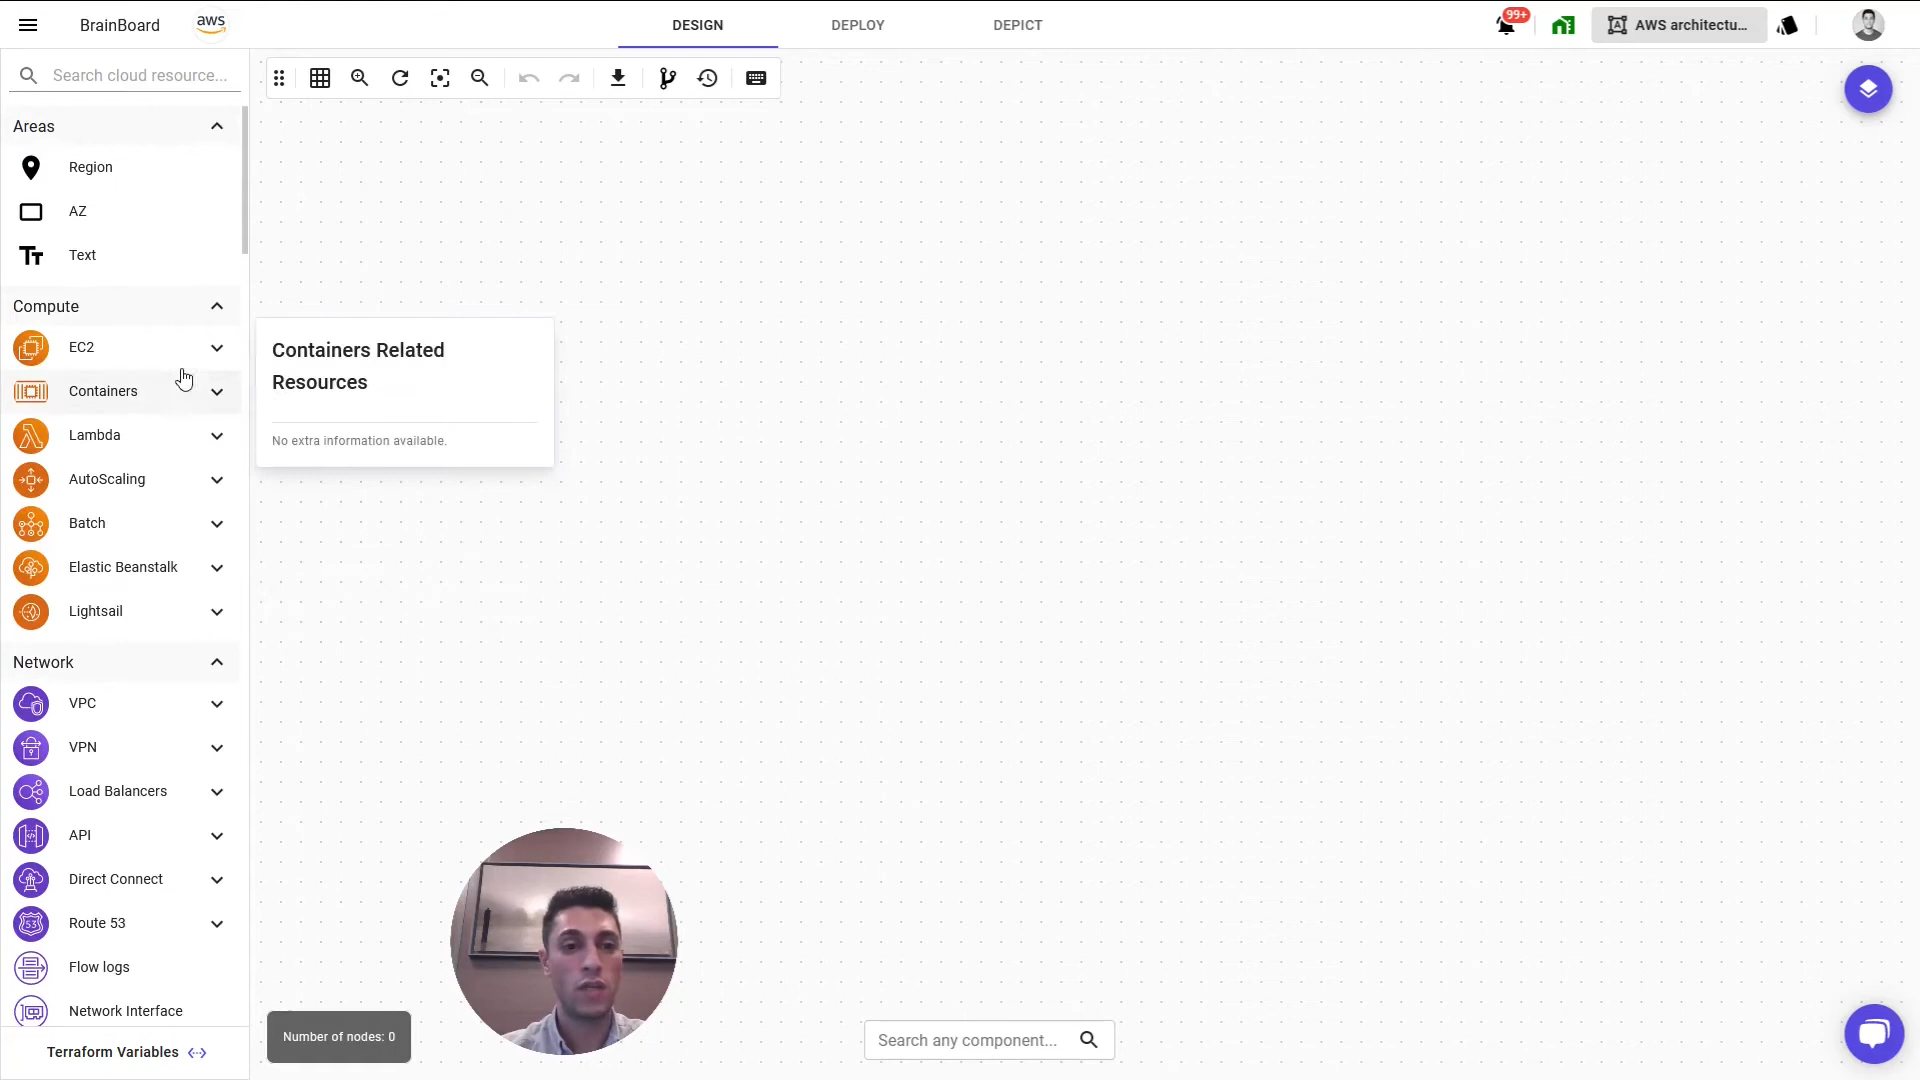 BrainBoard
aws
DESIGN
DEPLOY
DEPICT
99+
AWS architectu...
Search cloud resource...
Areas
Region
AZ
Text
Compute
EC2
Containers
Lambda
AutoScaling
Batch
Elastic Beanstalk
Lightsail
Network
VPC
VPN
Load Balancers
API
Direct Connect
53
Route 53
Flow logs
Network Interface
Terraform Variables
Containers Related
Resources
No extra information available.
Number of nodes: 0
Search any component...